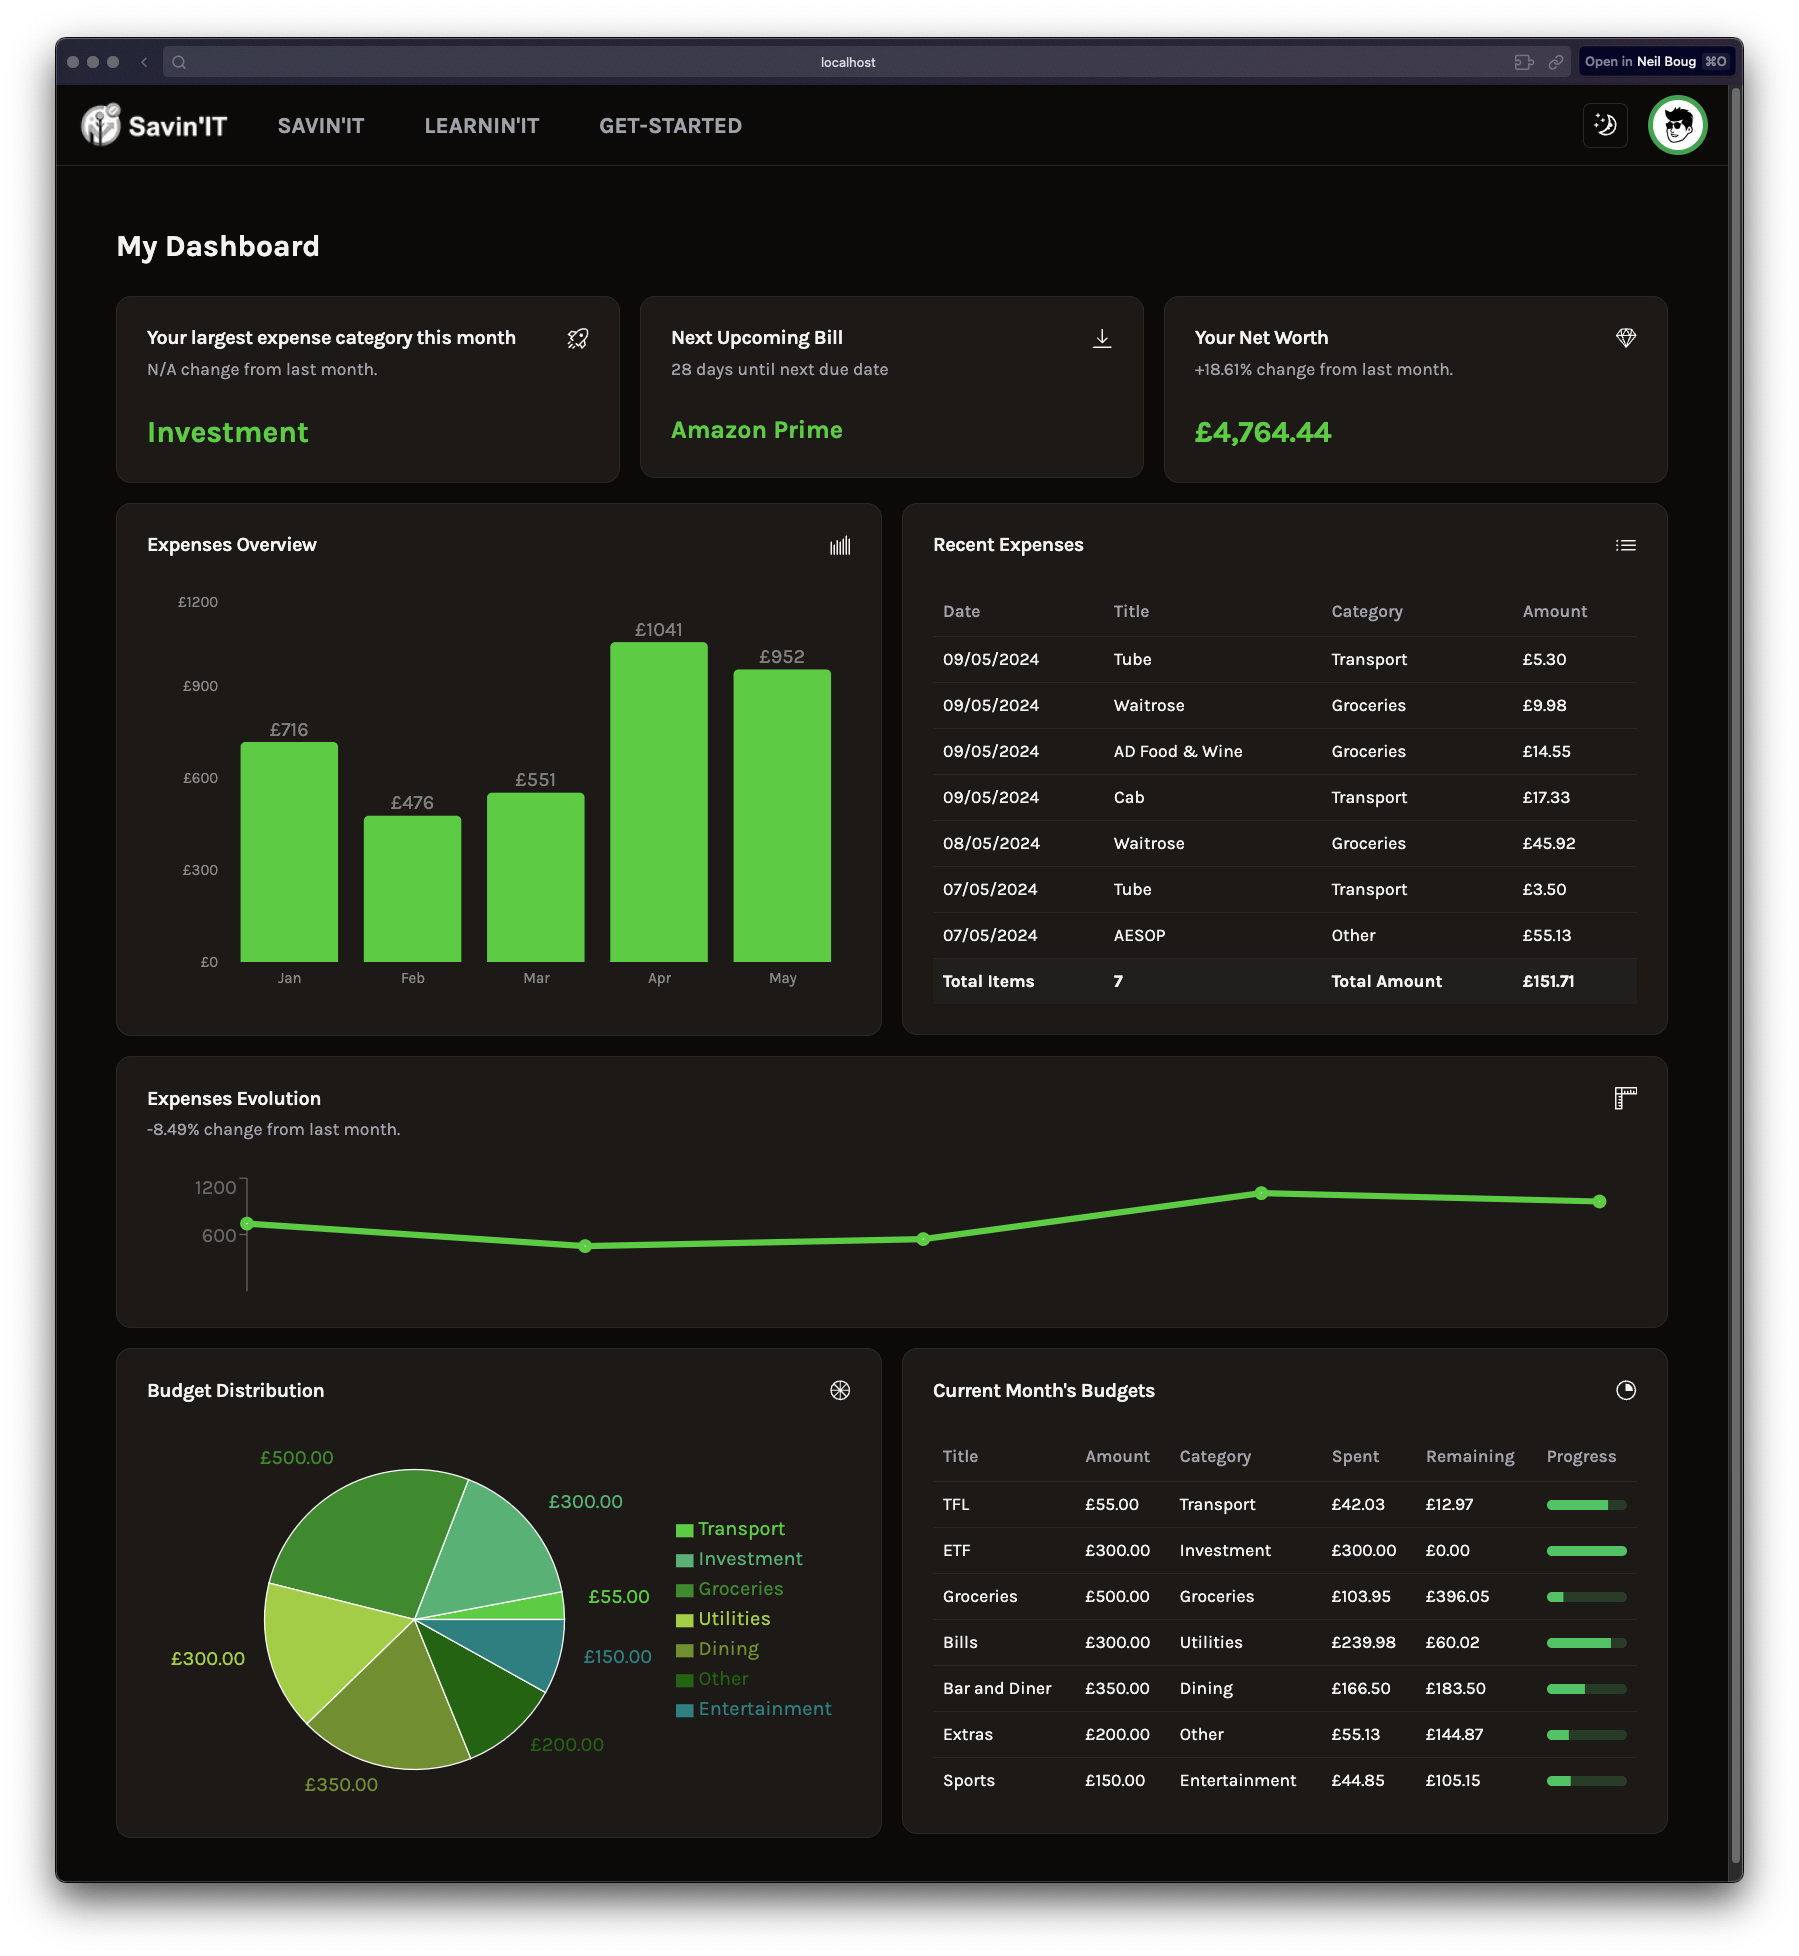 localhost
Open in Neil Boug ⌘O
Savin'IT SAVIN'IT LEARNIN'IT GET-STARTED
My Dashboard
Your largest expense category this month
N/A change from last month.
Investment
Next Upcoming Bill
28 days until next due date
Amazon Prime
Your Net Worth
+18.61% change from last month.
£4,764.44
Expenses Overview
£1200
£900
£600
£300
£0
£716
£476
£551
£1041
£952
Jan Feb Mar Apr May
Recent Expenses
Date Title Category Amount
09/05/2024 Tube Transport £5.30
09/05/2024 Waitrose Groceries £9.98
09/05/2024 AD Food & Wine Groceries £14.55
09/05/2024 Cab Transport £17.33
08/05/2024 Waitrose Groceries £45.92
07/05/2024 Tube Transport £3.50
07/05/2024 AESOP Other £55.13
Total Items 7 Total Amount £151.71
Expenses Evolution
-8.49% change from last month.
1200
600
Budget Distribution
£500.00
£300.00
£55.00
£150.00
£300.00
£200.00
£350.00
Transport
Investment
Groceries
Utilities
Dining
Other
Entertainment
Current Month's Budgets
Title Amount Category Spent Remaining Progress
TFL £55.00 Transport £42.03 £12.97
ETF £300.00 Investment £300.00 £0.00
Groceries £500.00 Groceries £103.95 £396.05
Bills £300.00 Utilities £239.98 £60.02
Bar and Diner £350.00 Dining £166.50 £183.50
Extras £200.00 Other £55.13 £144.87
Sports £150.00 Entertainment £44.85 £105.15